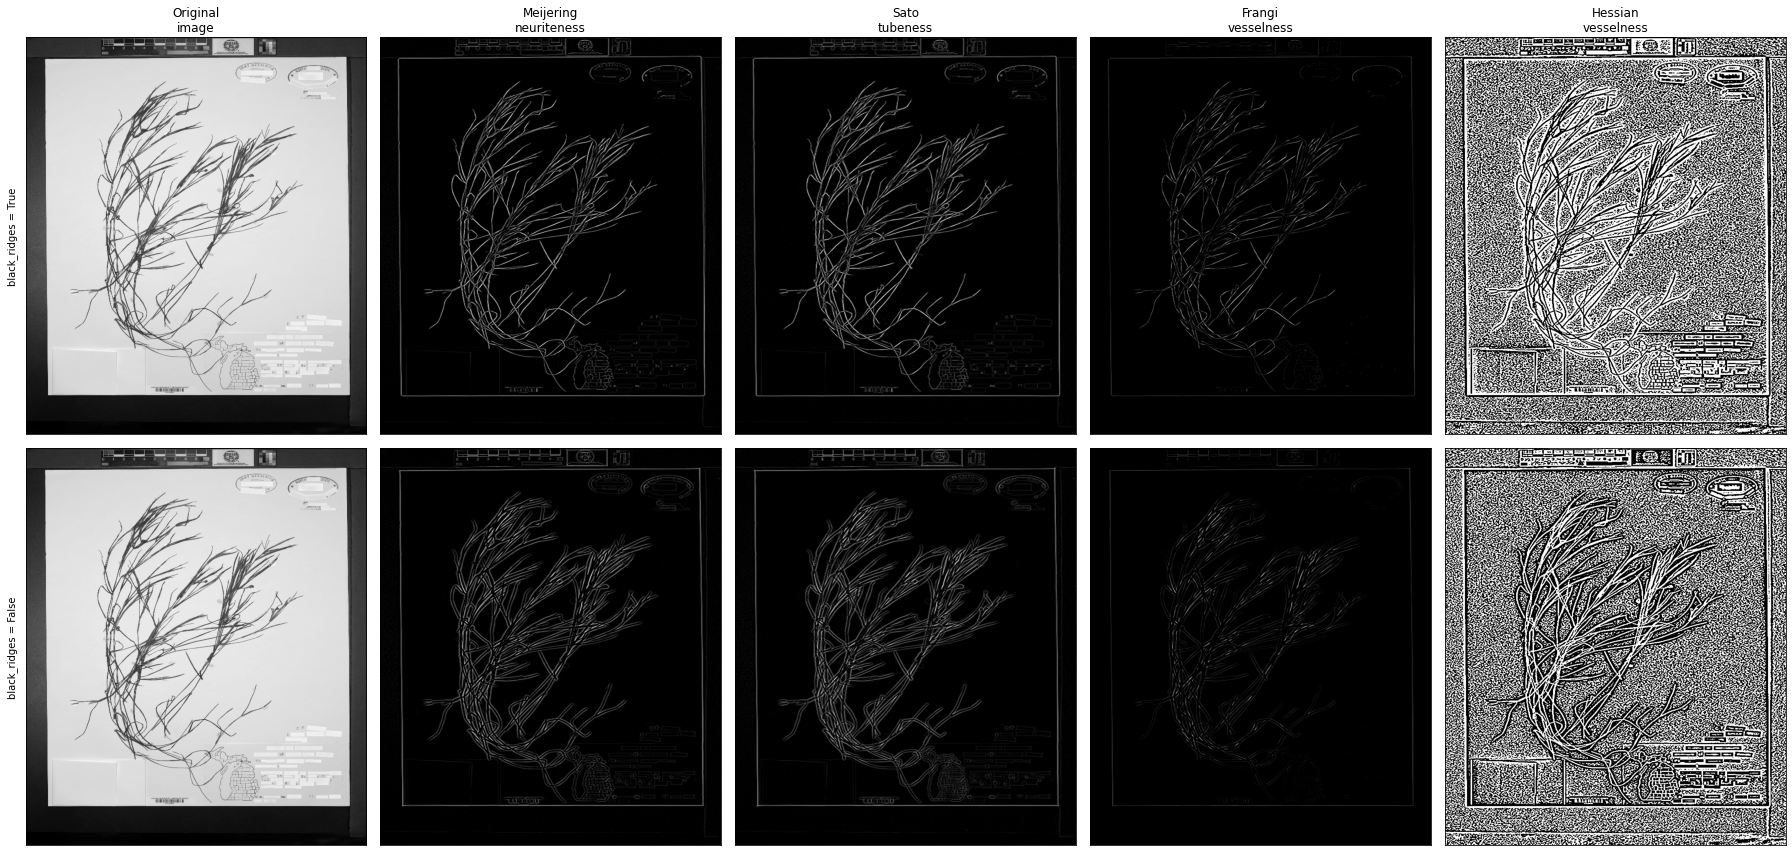 Original
image
Meijering
neuriteness
Sato
tubeness
Frangi
vesselness
Hessian
vesselness
black_ridges = True
black_ridges = False